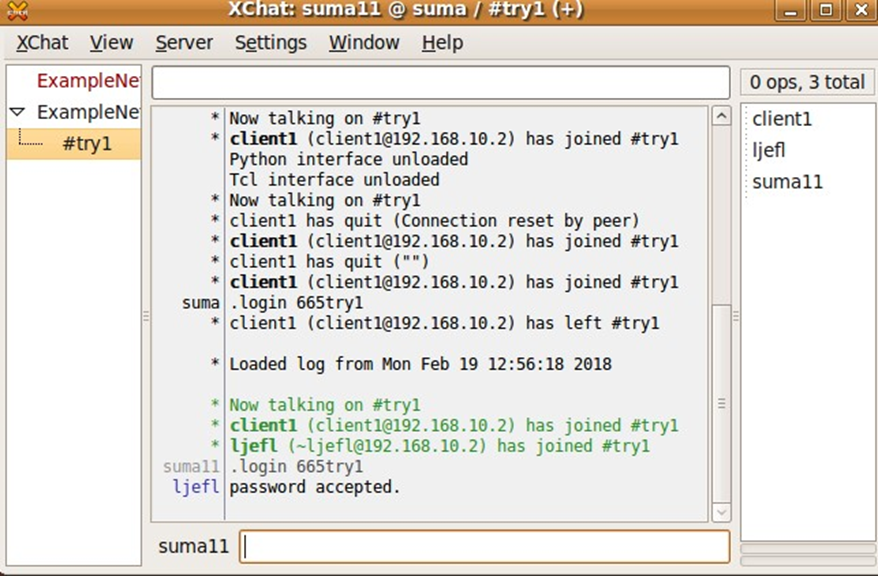 XChat: suma11 @ suma / #try1 (+)
XChat View Server Settings Window Help
ExampleNe
ExampleNe
#try1
0 ops, 3 total
client1
ljefl
suma11
* Now talking on #try1
* client1 (client1@192.168.10.2) has joined #try1
Python interface unloaded
Tcl interface unloaded
* Now talking on #try1
* client1 has quit (Connection reset by peer)
* client1 (client1@192.168.10.2) has joined #try1
* client1 has quit ("")
* client1 (client1@192.168.10.2) has joined #try1
suma .login 665try1
* client1 (client1@192.168.10.2) has left #try1
* Loaded log from Mon Feb 19 12:56:18 2018
* Now talking on #try1
* client1 (client1@192.168.10.2) has joined #try1
* ljefl (~ljefl@192.168.10.2) has joined #try1
suma11 .login 665try1
ljefl password accepted.
suma11